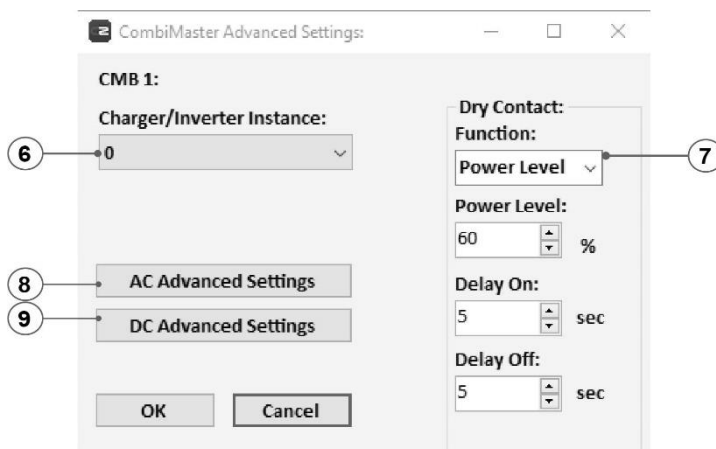 CombiMaster Advanced Settings:
CMB 1:
Charger/Inverter Instance:
6
0
8
AC Advanced Settings
9
DC Advanced Settings
OK
Cancel
Dry Contact:
Function:
Power Level
7
Power Level:
60
%
Delay On:
5
sec
Delay Off:
5
sec